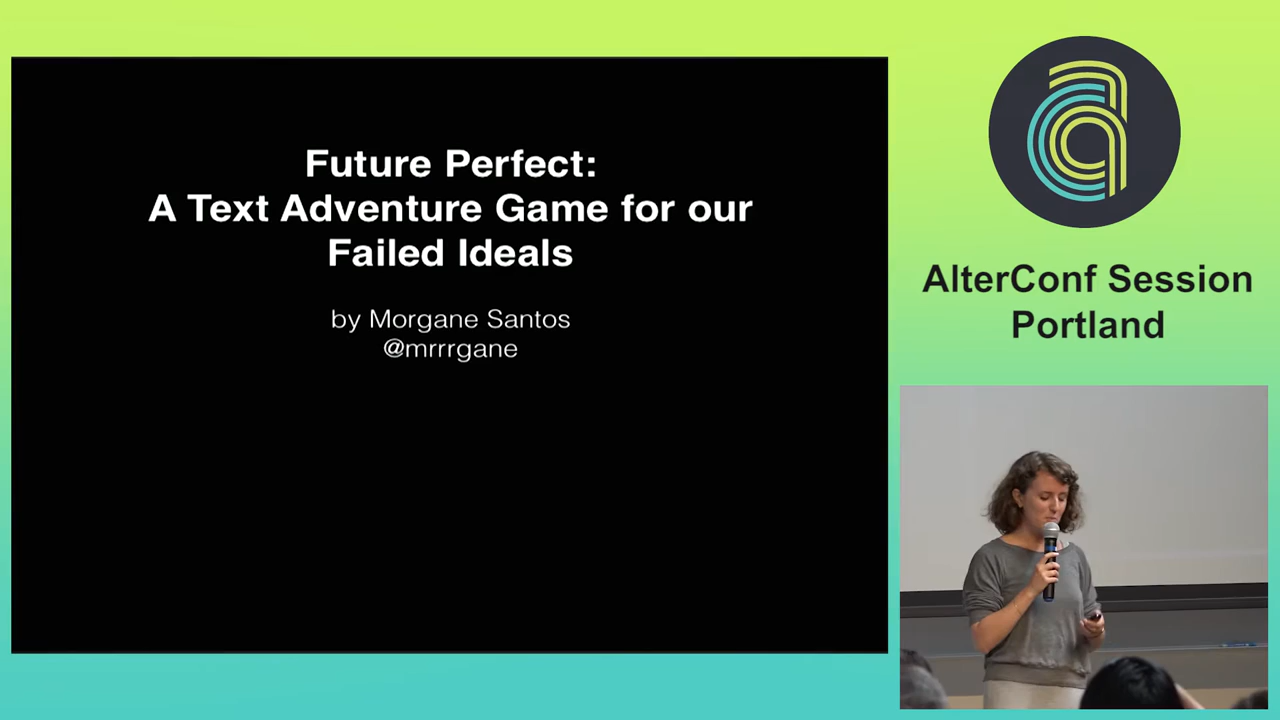 Future Perfect:
A Text Adventure Game for our
Failed Ideals
by Morgane Santos
@mrrrgane
AlterConf Session
Portland